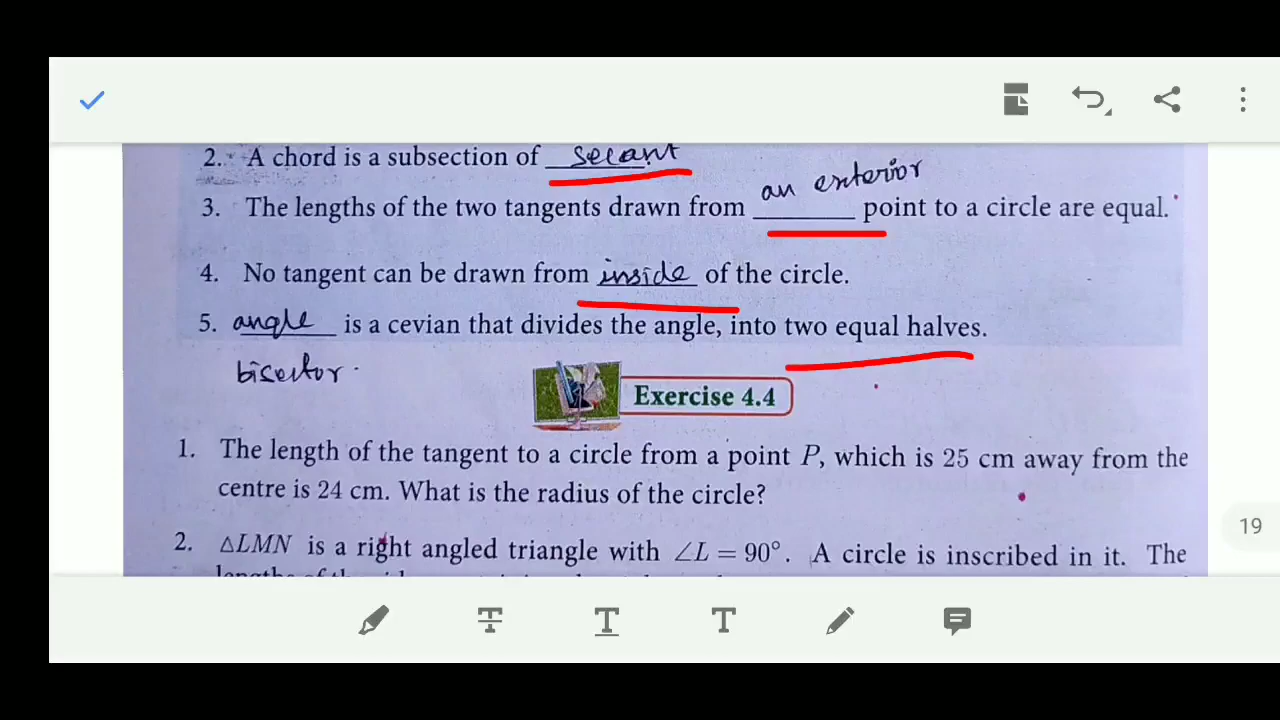 2. A chord is a subsection of secant
an exterior
3. The lengths of the two tangents drawn from ________ point to a circle are equal.
4. No tangent can be drawn from inside of the circle.
5. angle is a cevian that divides the angle, into two equal halves.
bisector.
Exercise 4.4
1. The length of the tangent to a circle from a point P, which is 25 cm away from the
centre is 24 cm. What is the radius of the circle?
19
2. △LMN is a right angled triangle with ∠L = 90°. A circle is inscribed in it. The